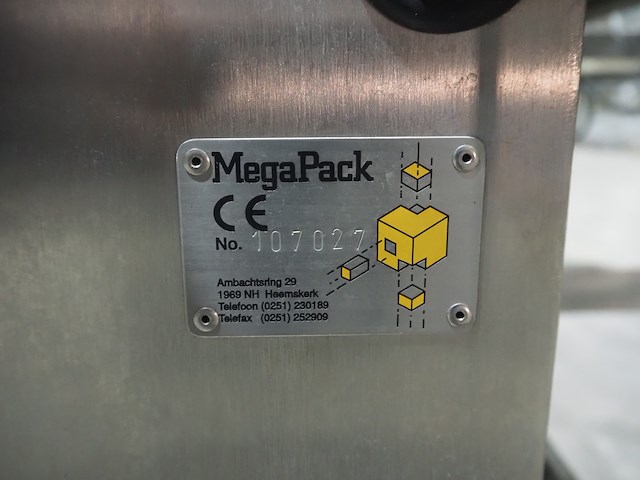 MegaPack
CE
No. 107027
Ambachtsring 29
1969 NH Heemskerk
Telefoon (0251) 230189
Telefax (0251) 252909